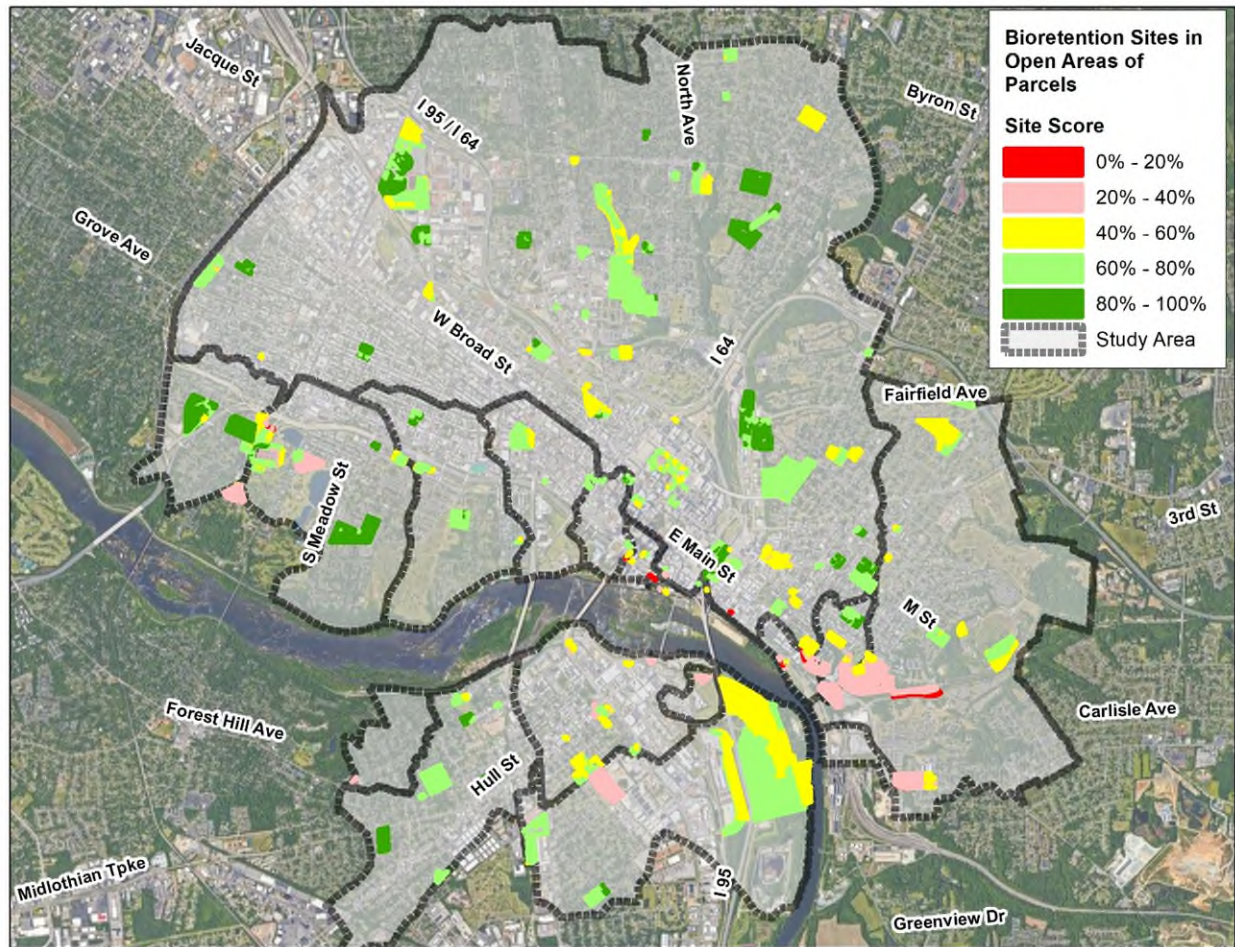 Jacque St
I 95 / I 64
North Ave
Byron St
Bioretention Sites in
Open Areas of
Parcels
Site Score
0% - 20%
20% - 40%
40% - 60%
60% - 80%
80% - 100%
Study Area
Grove Ave
W Broad St
I 64
Fairfield Ave
S Meadow St
3rd St
E Main St
M St
Forest Hill Ave
Carlisle Ave
Hull St
Midlothian Tpke
I 95
Greenview Dr